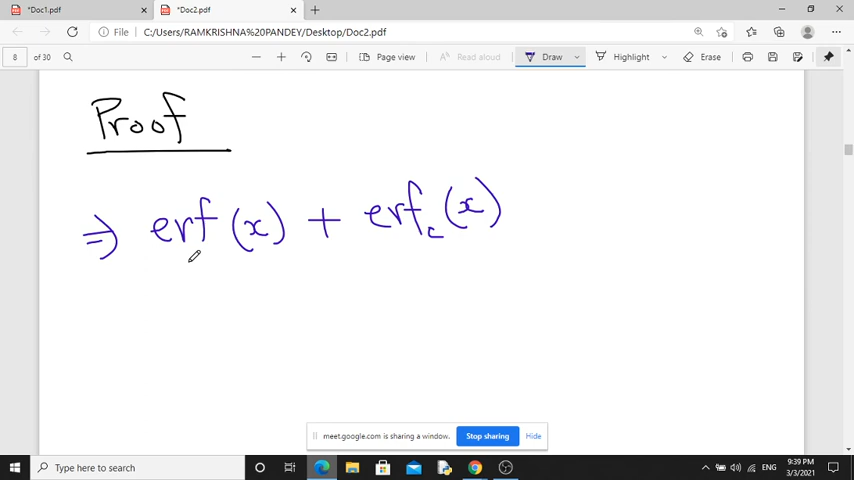 *Doc1.pdf
*Doc2.pdf
File C:/Users/RAMKRISHNA%20PANDEY/Desktop/Doc2.pdf
8 of 30 Page view Read aloud Draw Highlight Erase
Proof
⇒ erf (x) + erfc (x)
meet.google.com is sharing a window. Stop sharing Hide
Type here to search
ENG
9:39 PM
3/3/2021